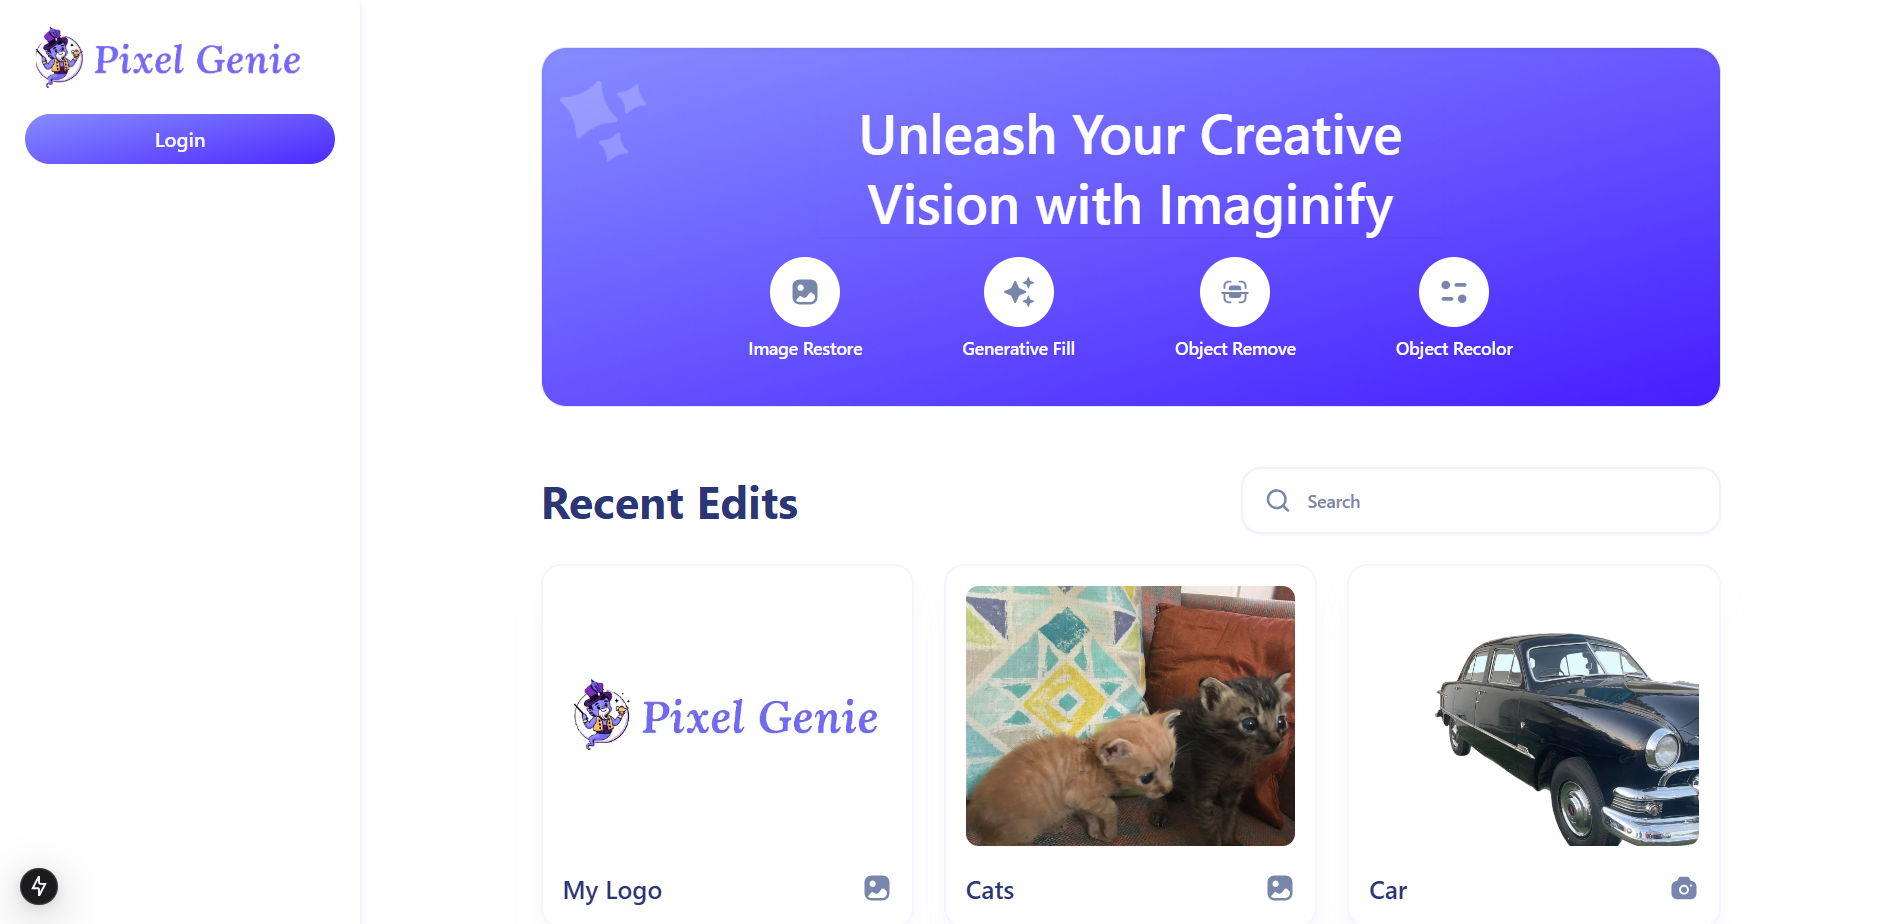 Pixel Genie
Login
Unleash Your Creative
Vision with Imaginify
Image Restore
Generative Fill
Object Remove
Object Recolor
Recent Edits
Search
Pixel Genie
My Logo
Cats
Car